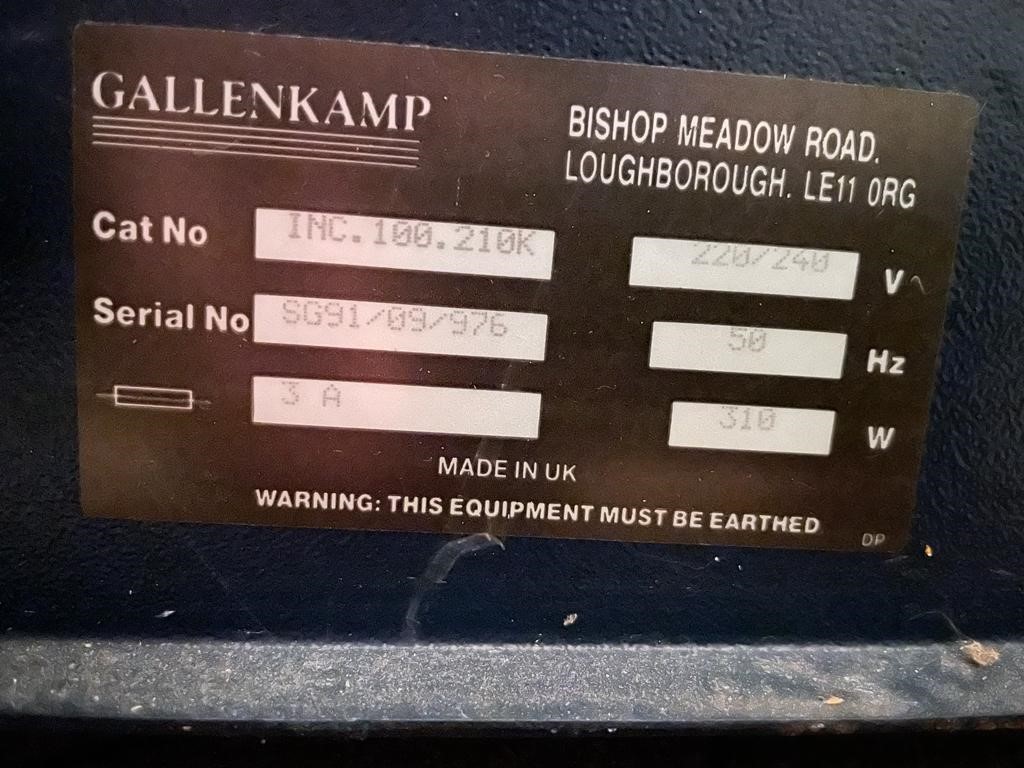 GALLENKAMP
BISHOP MEADOW ROAD.
LOUGHBOROUGH. LE11 0RG
Cat No INC.100.210K 220/240 V
Serial No SG91/09/976 50 Hz
3 A 310 W
MADE IN UK
WARNING: THIS EQUIPMENT MUST BE EARTHED
DP